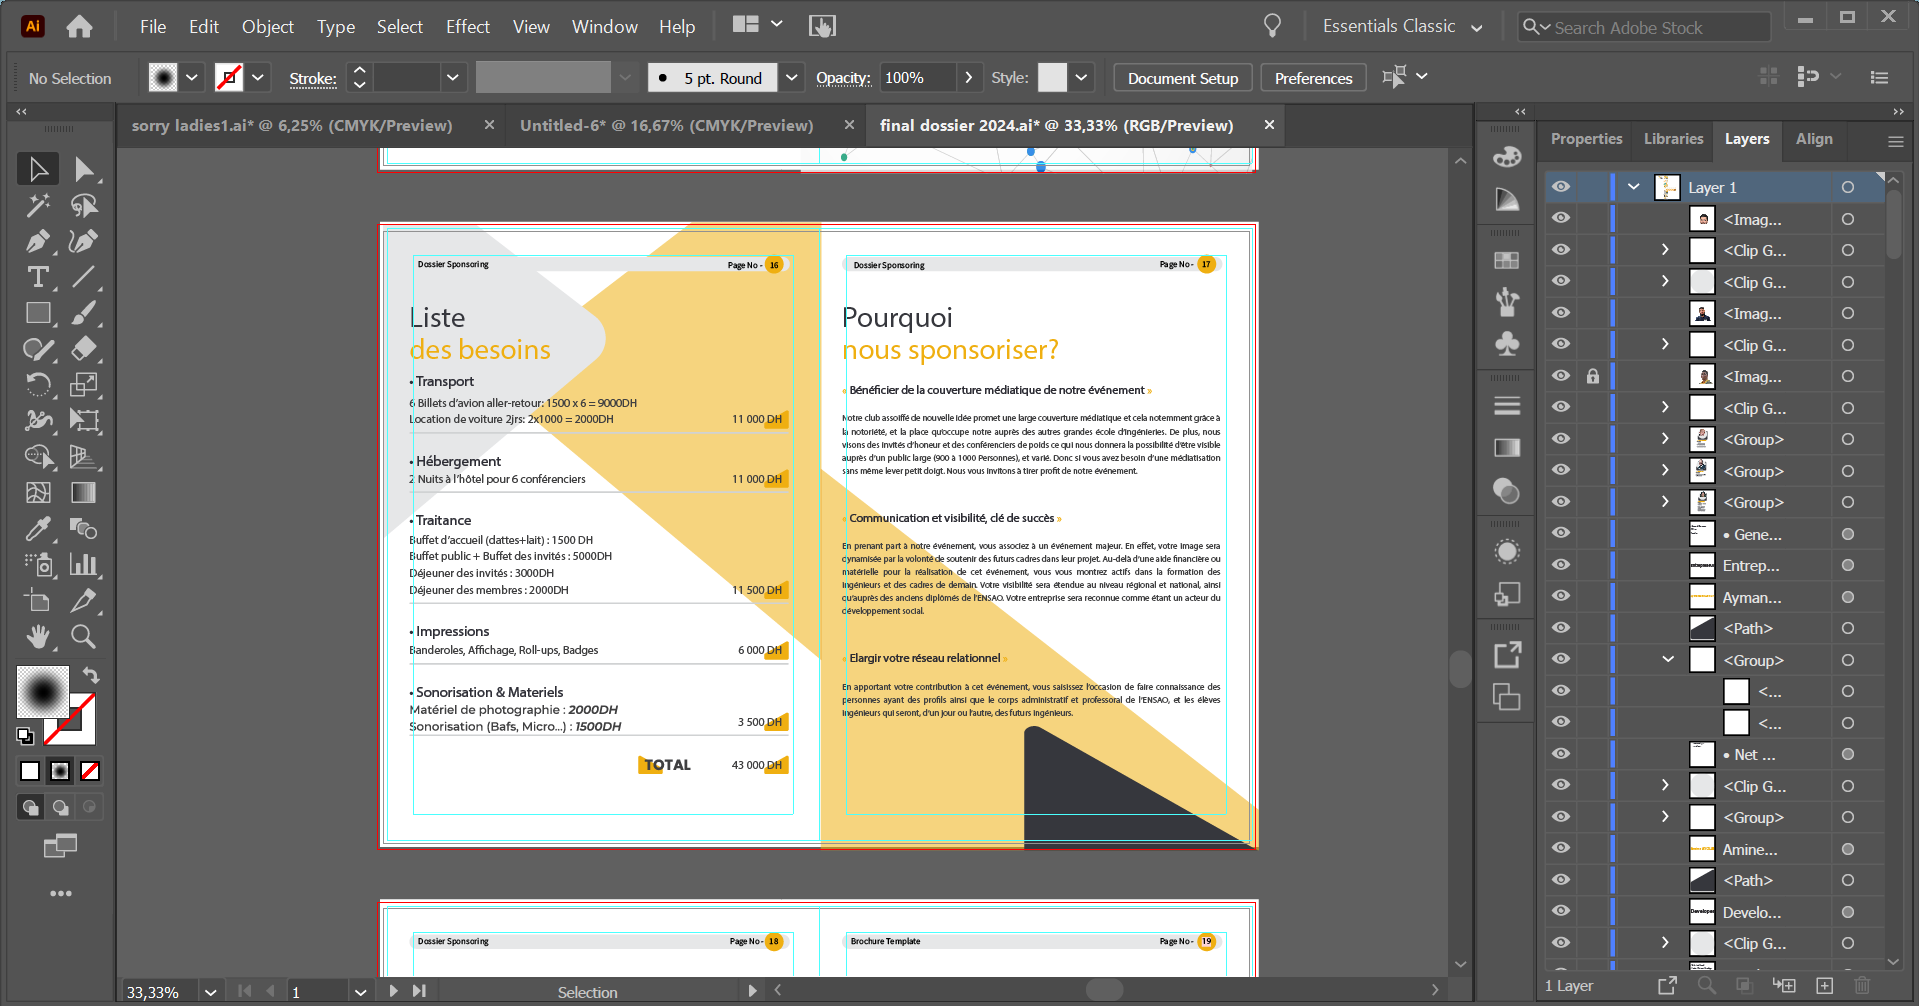 Ai
File Edit Object Type Select Effect View Window Help
Essentials Classic
Search Adobe Stock
No Selection
Stroke:
5 pt. Round
Opacity: 100%
Style:
Document Setup
Preferences
sorry ladies1.ai* @ 6,25% (CMYK/Preview)
Untitled-6* @ 16,67% (CMYK/Preview)
final dossier 2024.ai* @ 33,33% (RGB/Preview)
Dossier Sponsoring
Page No - 16
Liste
des besoins
• Transport
6 Billets d’avion aller-retour: 1500 x 6 = 9000DH
Location de voiture 2jrs: 2x1000 = 2000DH
11 000 DH
• Hébergement
2 Nuits à l’hôtel pour 6 conférenciers
11 000 DH
• Traitance
Buffet d’accueil (dattes+lait) : 1500 DH
Buffet public + Buffet des invités : 5000DH
Déjeuner des invités : 3000DH
Déjeuner des membres : 2000DH
11 500 DH
• Impressions
Banderoles, Affichage, Roll-ups, Badges
6 000 DH
• Sonorisation & Materiels
Matériel de photographie : 2000DH
Sonorisation (Bafs, Micro...) : 1500DH
3 500 DH
TOTAL
43 000 DH
Dossier Sponsoring
Page No - 17
Pourquoi
nous sponsoriser?
« Bénéficier de la couverture médiatique de notre événement »
Notre club assoiffé de nouvelle idée promet une large couverture médiatique et cela notemment grâce à
la notoriété, et la place qu’occupe notre auprès des autres grandes école d’Ingénieries. De plus, nous
visons des invités d’honeur et des conférenciers de poids ce qui nous donnera la possibilité d’être visible
auprès d’un public large (900 à 1000 Personnes), et varié. Donc si vous avez besoin d’une médiatisation
sans même lever petit doigt. Nous vous invitons à tirer profit de notre événement.
« Communication et visibilité, clé de succès »
En prenant part à notre événement, vous associez à un événement majeur. En effet, votre image sera
dynamisée par la volonté de soutenir des futurs cadres dans leur projet. Au-delà d’une aide financière ou
matérielle pour la réalisation de cet événement, vous vous montrez actifs dans la formation des
ingénieurs et des cadres de demain. Votre visibilité sera étendue au niveau régional et national, ainsi
qu’auprès des anciens diplômés de l’ENSAO. Votre entreprise sera reconnue comme étant un acteur du
développement social.
« Elargir votre réseau relationnel »
En apportant votre contribution à cet événement, vous saisissez l’occasion de faire connaissance des
personnes ayant des profils ainsi que le corps administratif et professoral de l’ENSAO, et les élèves
ingénieurs qui seront, d’un jour ou l’autre, des futurs ingénieurs.
Dossier Sponsoring
Page No - 18
Brochure Template
Page No - 19
Properties Libraries Layers Align
Layer 1
<Imag...
<Clip G...
<Clip G...
<Imag...
<Clip G...
<Imag...
<Clip G...
<Group>
<Group>
<Group>
• Gene...
Entrep...
Ayman...
<Path>
<Group>
<...
<...
• Net ...
<Clip G...
<Group>
Amine...
<Path>
Develo...
<Clip G...
1 Layer
33,33%
1
Selection